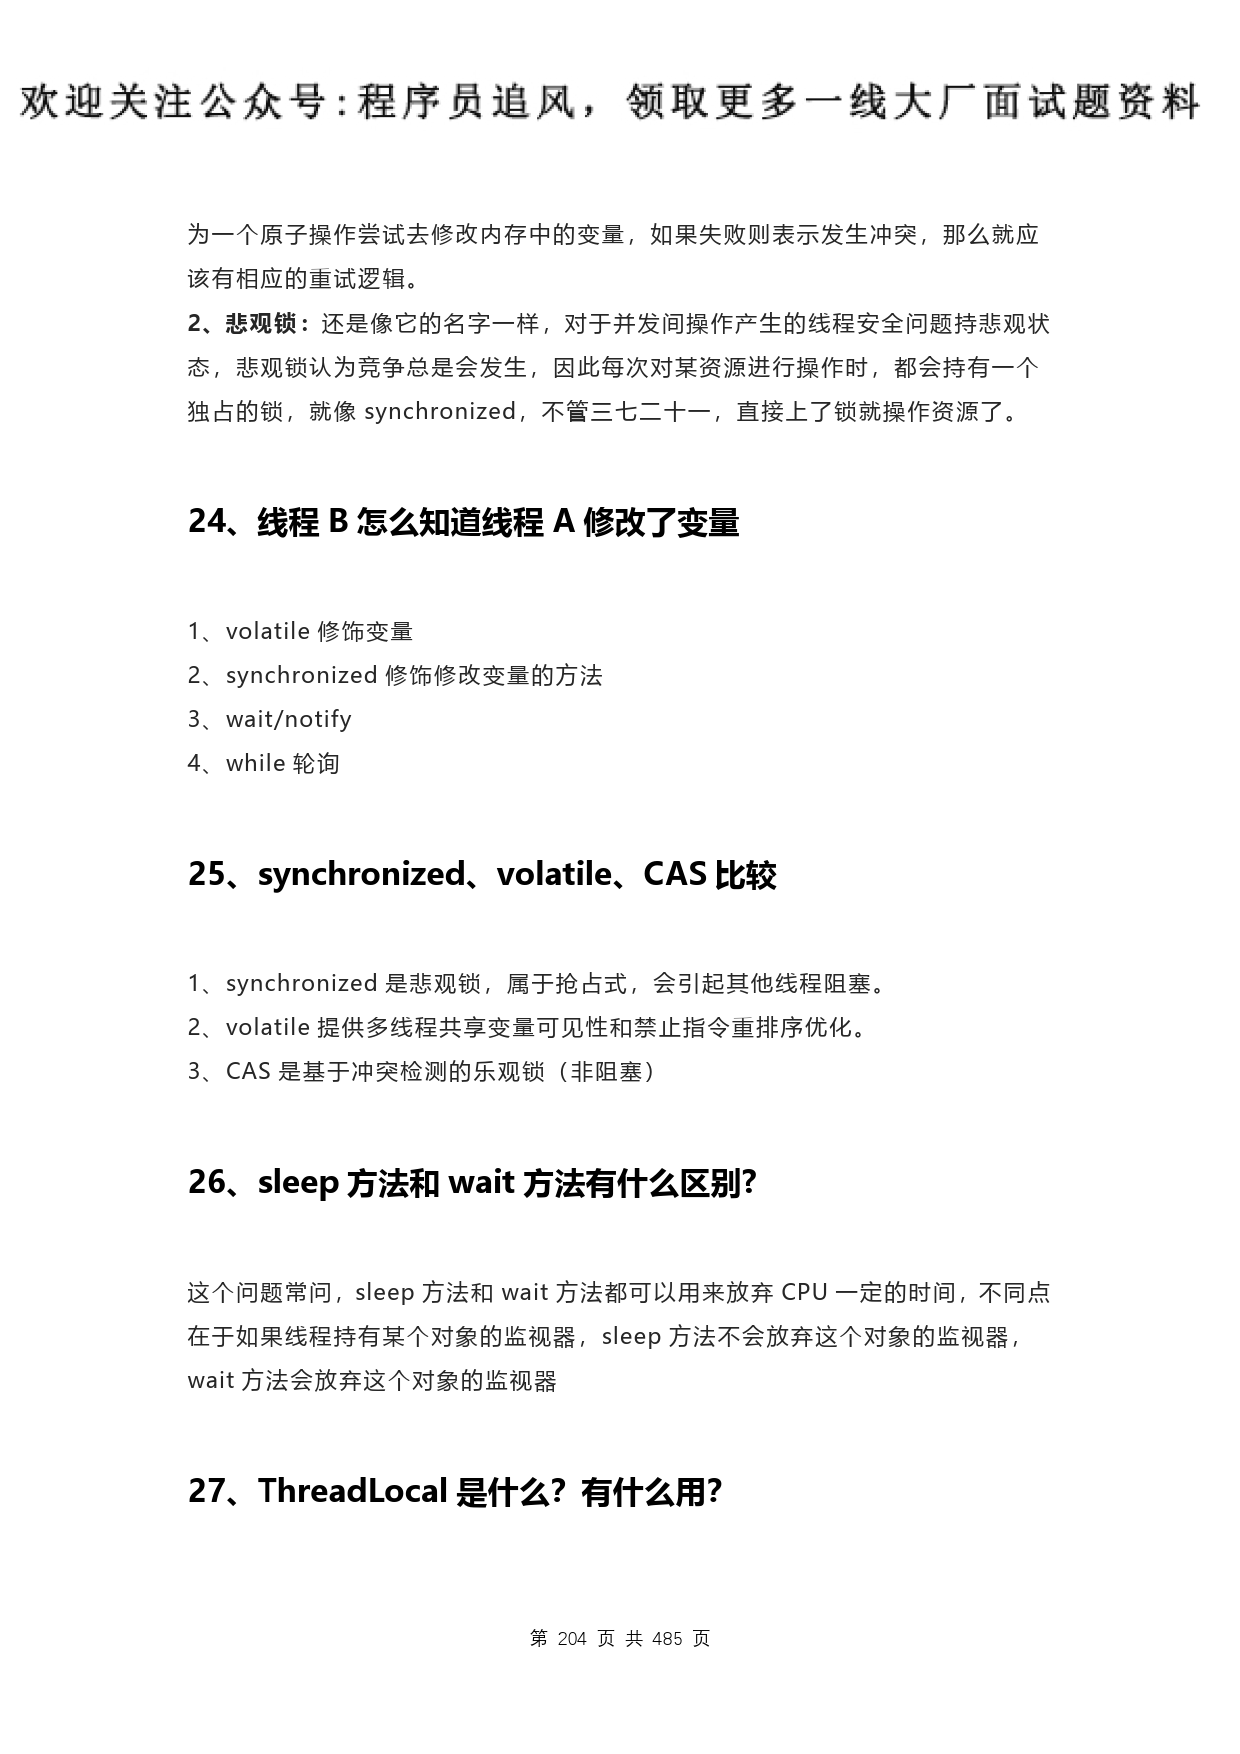 欢迎关注公众号:程序员追风，领取更多一线大厂面试题资料
为一个原子操作尝试去修改内存中的变量，如果失败则表示发生冲突，那么就应
该有相应的重试逻辑。
2、悲观锁：还是像它的名字一样，对于并发间操作产生的线程安全问题持悲观状
态，悲观锁认为竞争总是会发生，因此每次对某资源进行操作时，都会持有一个
独占的锁，就像 synchronized，不管三七二十一，直接上了锁就操作资源了。
24、线程 B 怎么知道线程 A 修改了变量
1、volatile 修饰变量
2、synchronized 修饰修改变量的方法
3、wait/notify
4、while 轮询
25、synchronized、volatile、CAS 比较
1、synchronized 是悲观锁，属于抢占式，会引起其他线程阻塞。
2、volatile 提供多线程共享变量可见性和禁止指令重排序优化。
3、CAS 是基于冲突检测的乐观锁（非阻塞）
26、sleep 方法和 wait 方法有什么区别?
这个问题常问，sleep 方法和 wait 方法都可以用来放弃 CPU 一定的时间，不同点
在于如果线程持有某个对象的监视器，sleep 方法不会放弃这个对象的监视器，
wait 方法会放弃这个对象的监视器
27、ThreadLocal 是什么？有什么用？
第 204 页 共 485 页